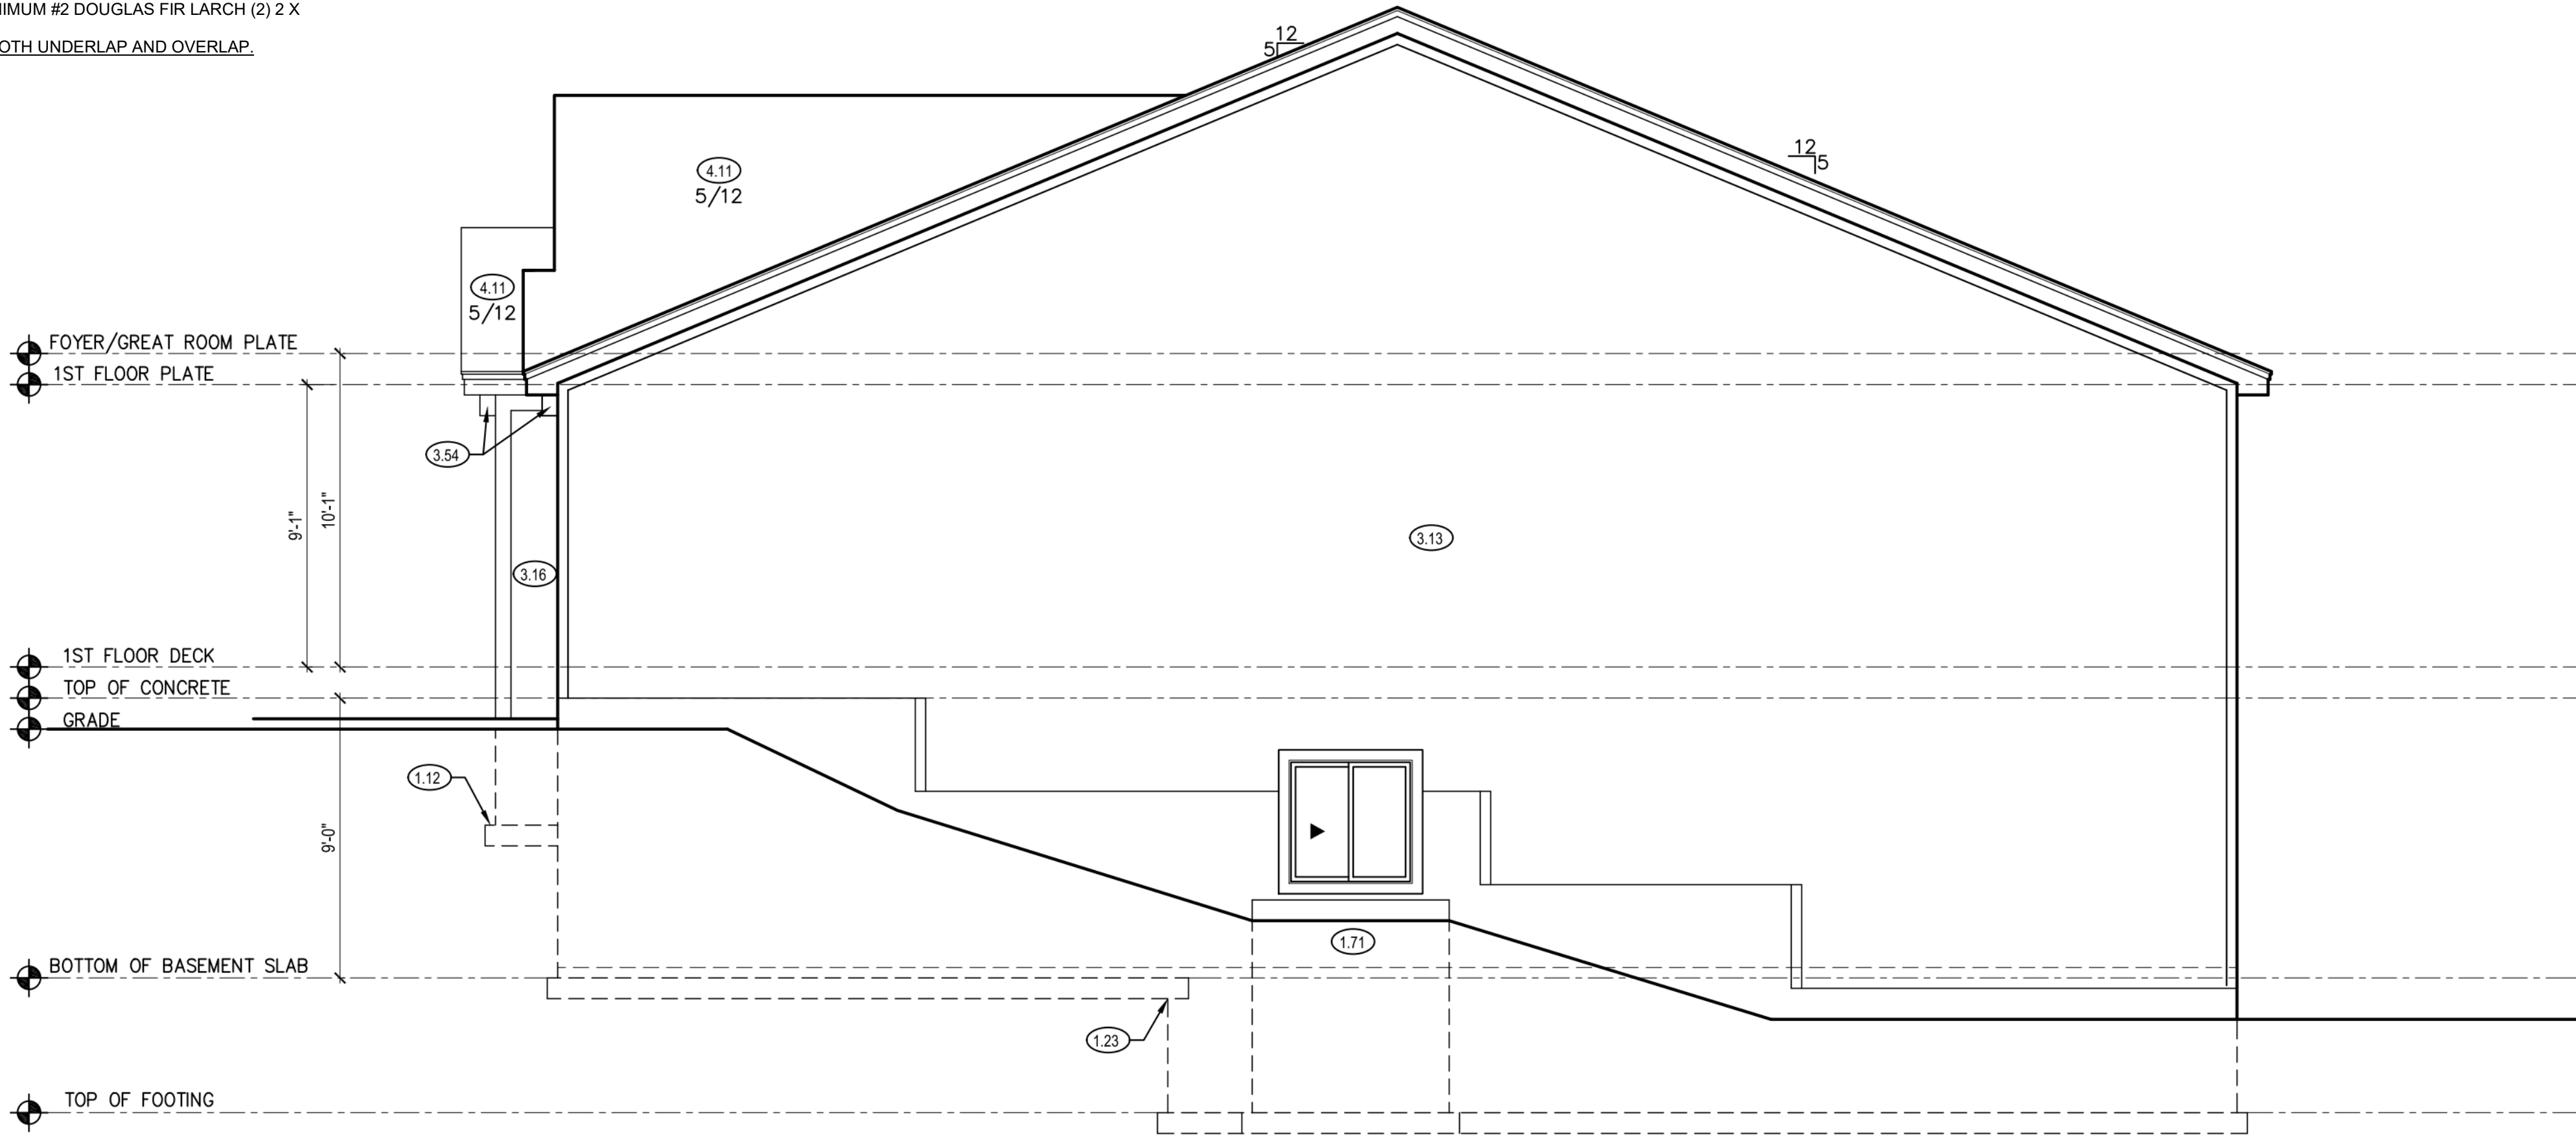 IMUM #2 DOUGLAS FIR LARCH (2) 2 X
OTH UNDERLAP AND OVERLAP.
12
5
12
5
4.11
5/12
4.11
5/12
FOYER/GREAT ROOM PLATE
1ST FLOOR PLATE
3.54
9'-1"
10'-1"
3.13
3.16
1ST FLOOR DECK
TOP OF CONCRETE
GRADE
1.12
9'-0"
1.71
BOTTOM OF BASEMENT SLAB
1.23
TOP OF FOOTING